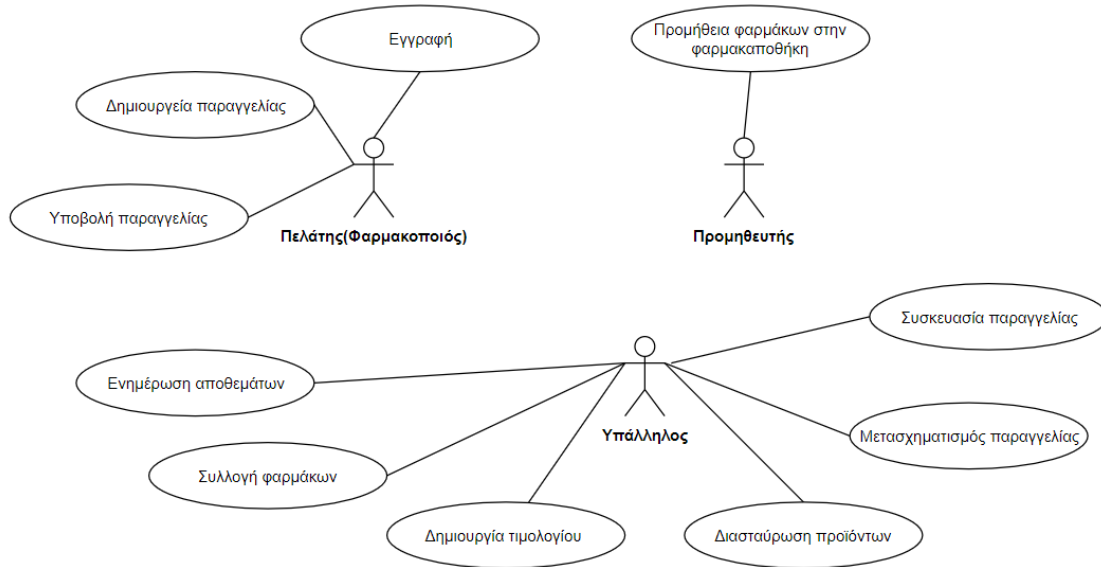 Εγγραφή
Προμήθεια φαρμάκων στην
φαρμακαποθήκη
Δημιουργεία παραγγελίας
Υποβολή παραγγελίας
Πελάτης(Φαρμακοποιός)
Προμηθευτής
Συσκευασία παραγγελίας
Ενημέρωση αποθεμάτων
Υπάλληλος
Μετασχηματισμός παραγγελίας
Συλλογή φαρμάκων
Δημιουργία τιμολογίου
Διασταύρωση προϊόντων